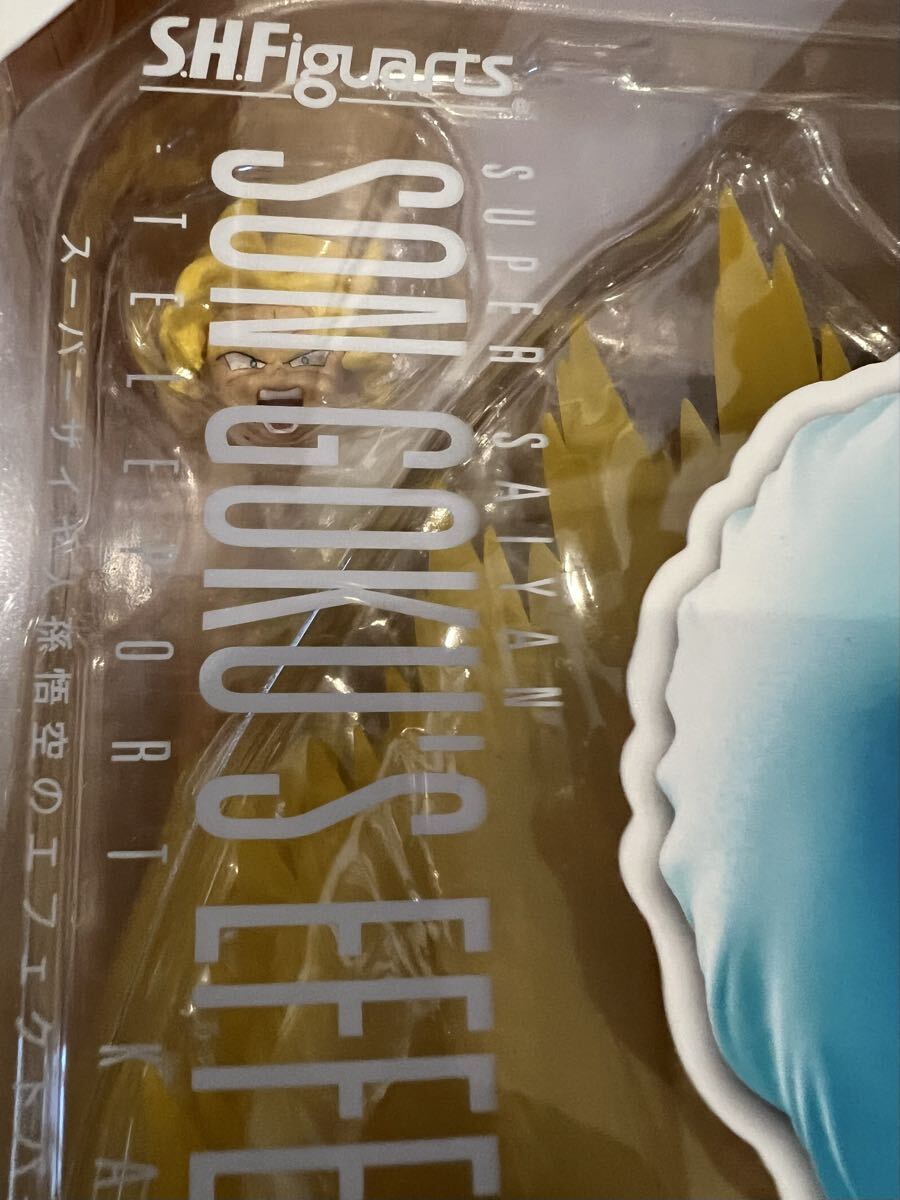 S.H.Figuarts
SUPER SAIYAN
SON GOKU'S EFFE
-TELEPORT KA
スーパーサイヤ人孫悟空のエフェクトパ